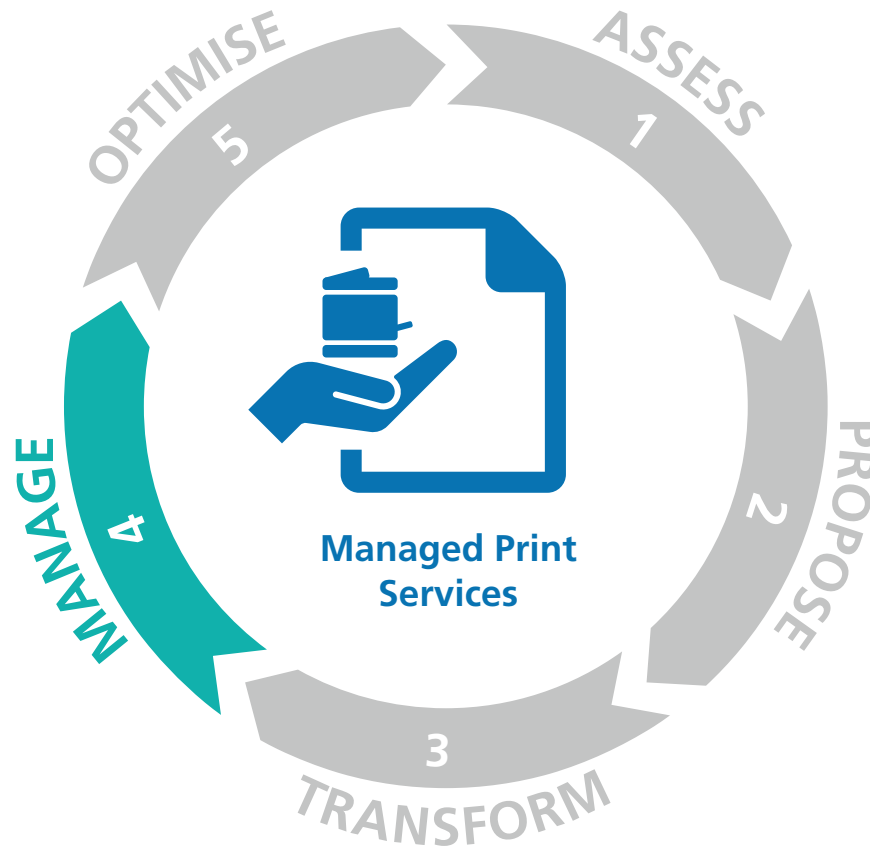 ASSESS
1
PROPOSE
2
TRANSFORM
3
MANAGE
4
OPTIMISE
5
Managed Print
Services